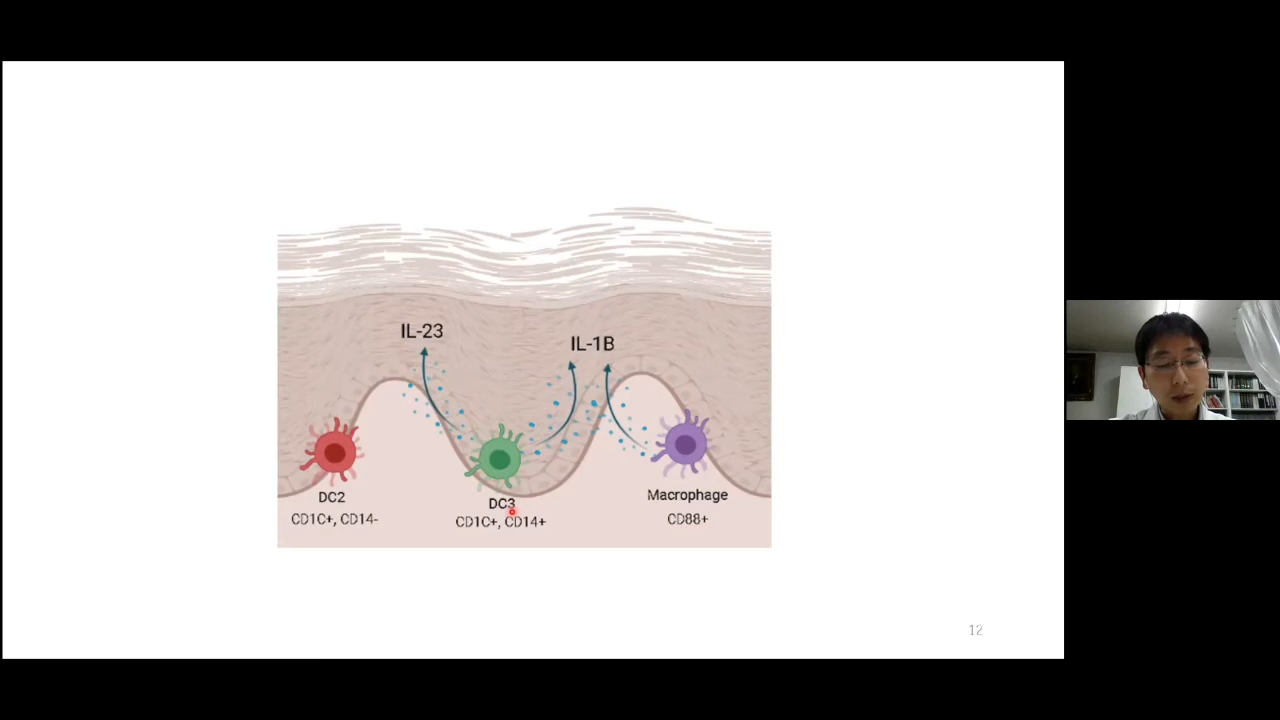 IL-23
IL-1B
DC2
CD1C+, CD14-
DC3
CD1C+, CD14+
Macrophage
CD88+
12